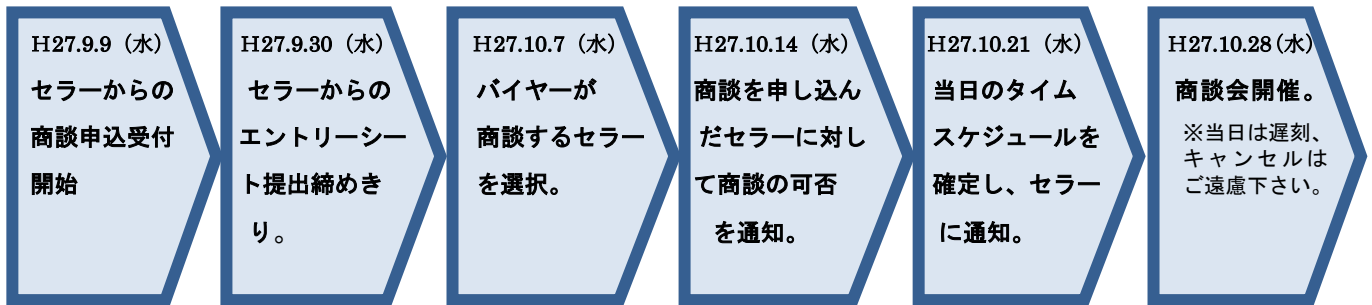 H27.9.9（水）
セラーからの
商談申込受付
開始
H27.9.30（水）
セラーからの
エントリーシー
ト提出締めき
り。
H27.10.7（水）
バイヤーが
商談するセラー
を選択。
H27.10.14（水）
商談を申し込ん
だセラーに対し
て商談の可否
を通知。
H27.10.21（水）
当日のタイム
スケジュールを
確定し、セラー
に通知。
H27.10.28(水)
商談会開催。
※当日は遅刻、
キャンセルは
ご遠慮下さい。